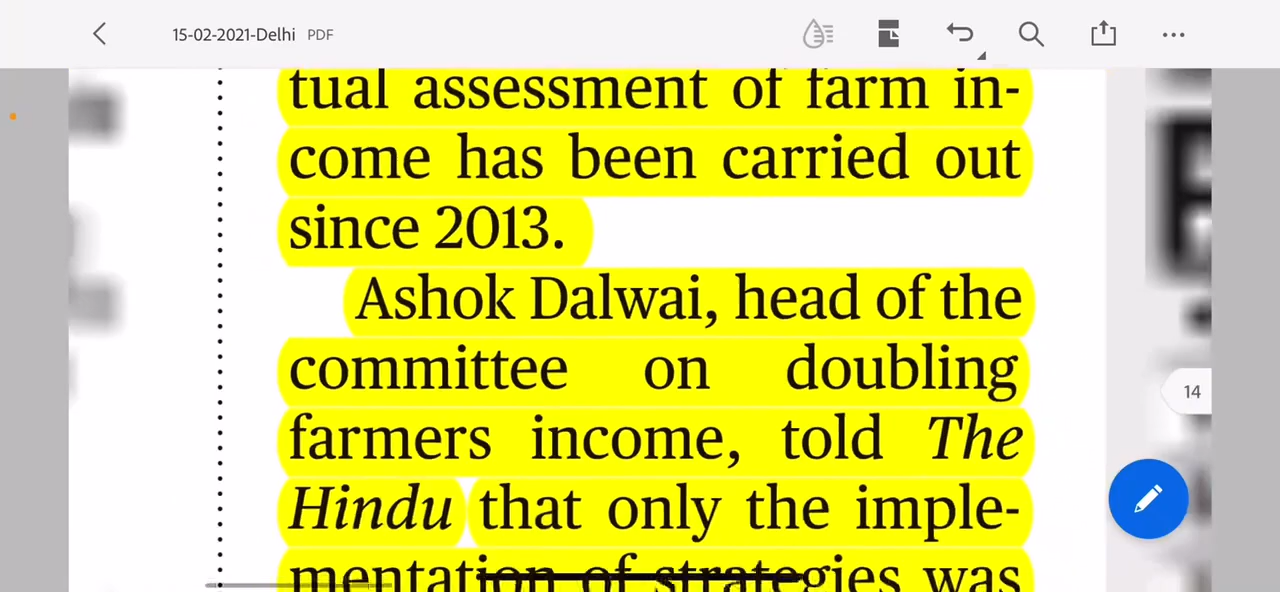 15-02-2021-Delhi PDF
tual assessment of farm in-
come has been carried out
since 2013.
Ashok Dalwai, head of the
committee on doubling
farmers income, told The
Hindu that only the imple-
mentation of strategies was
14